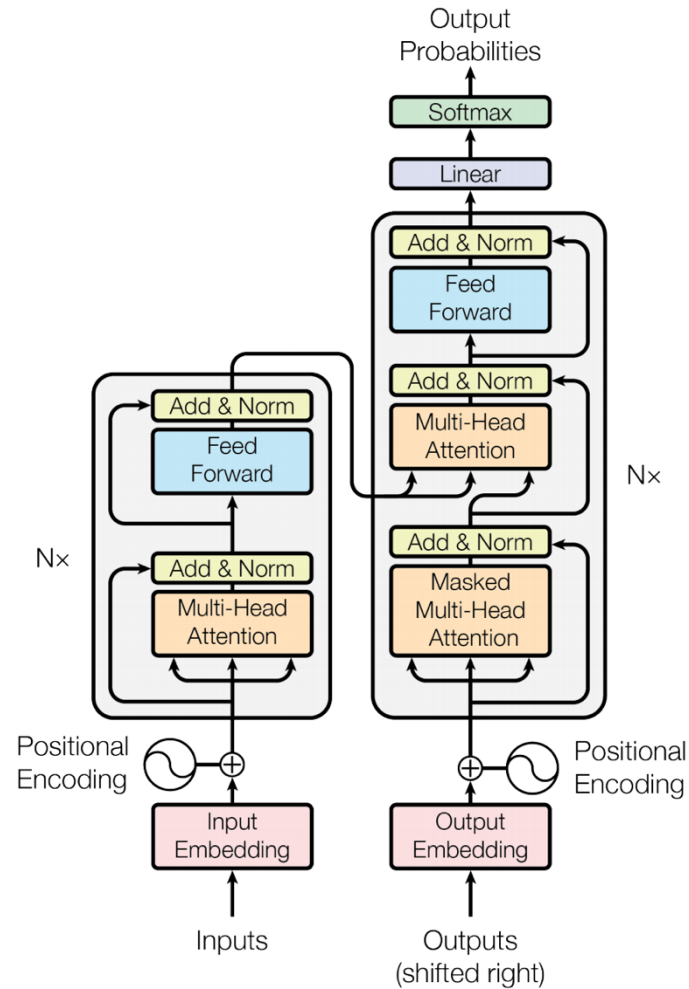 Output
Probabilities
Softmax
Linear
Add & Norm
Feed
Forward
Add & Norm
Multi-Head
Attention
N×
Add & Norm
Masked
Multi-Head
Attention
Add & Norm
Feed
Forward
N×
Add & Norm
Multi-Head
Attention
Positional
Encoding
Positional
Encoding
Input
Embedding
Output
Embedding
Inputs
Outputs
(shifted right)